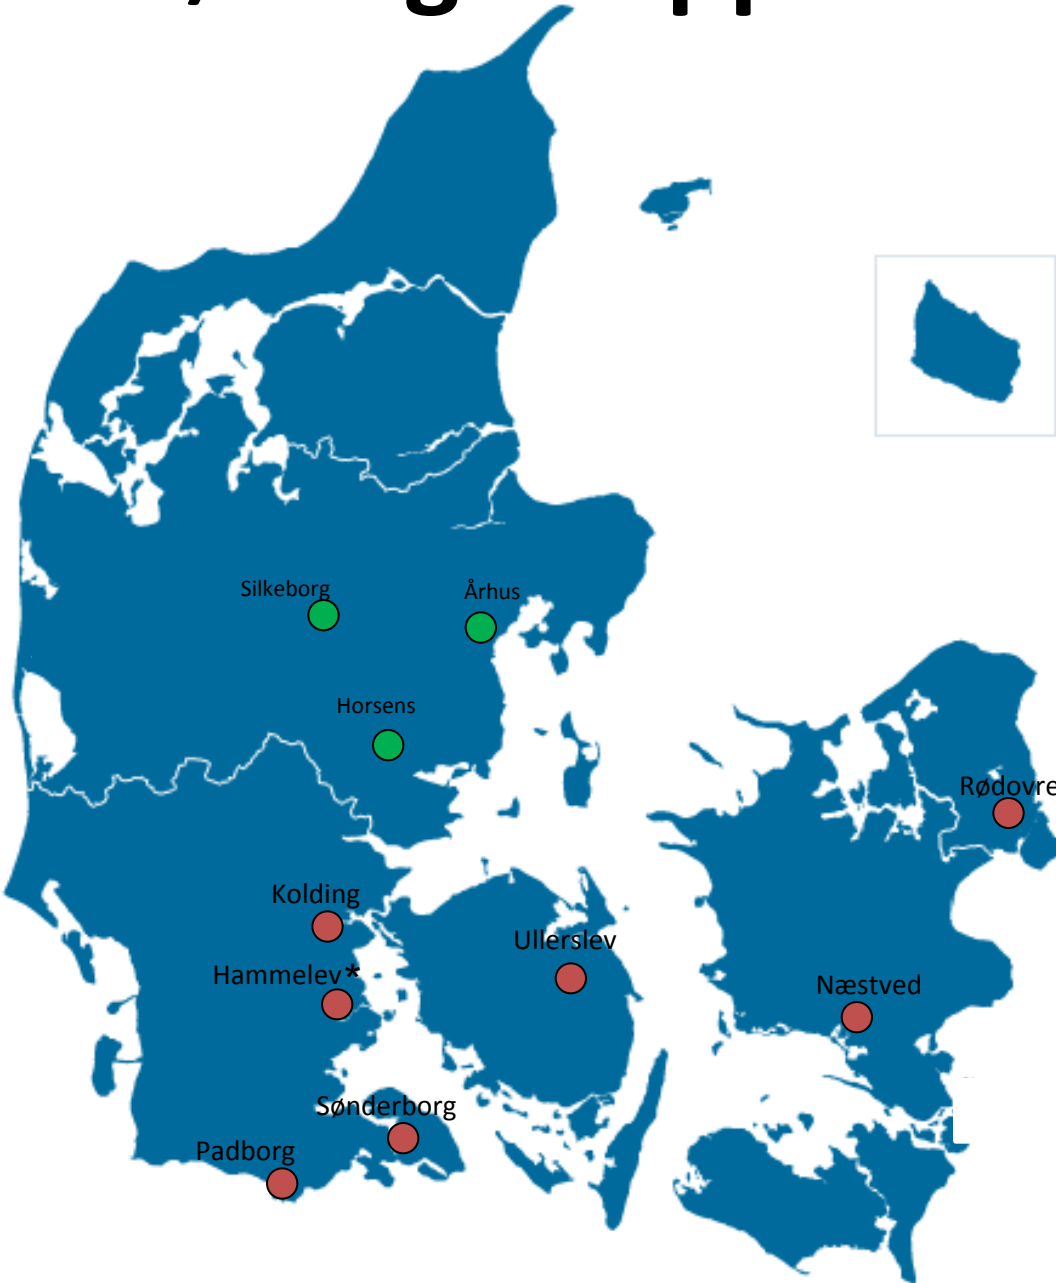 Silkeborg
Århus
Horsens
Rødovre
Kolding
Ullerslev
Hammelev*
Næstved
Sønderborg
Padborg